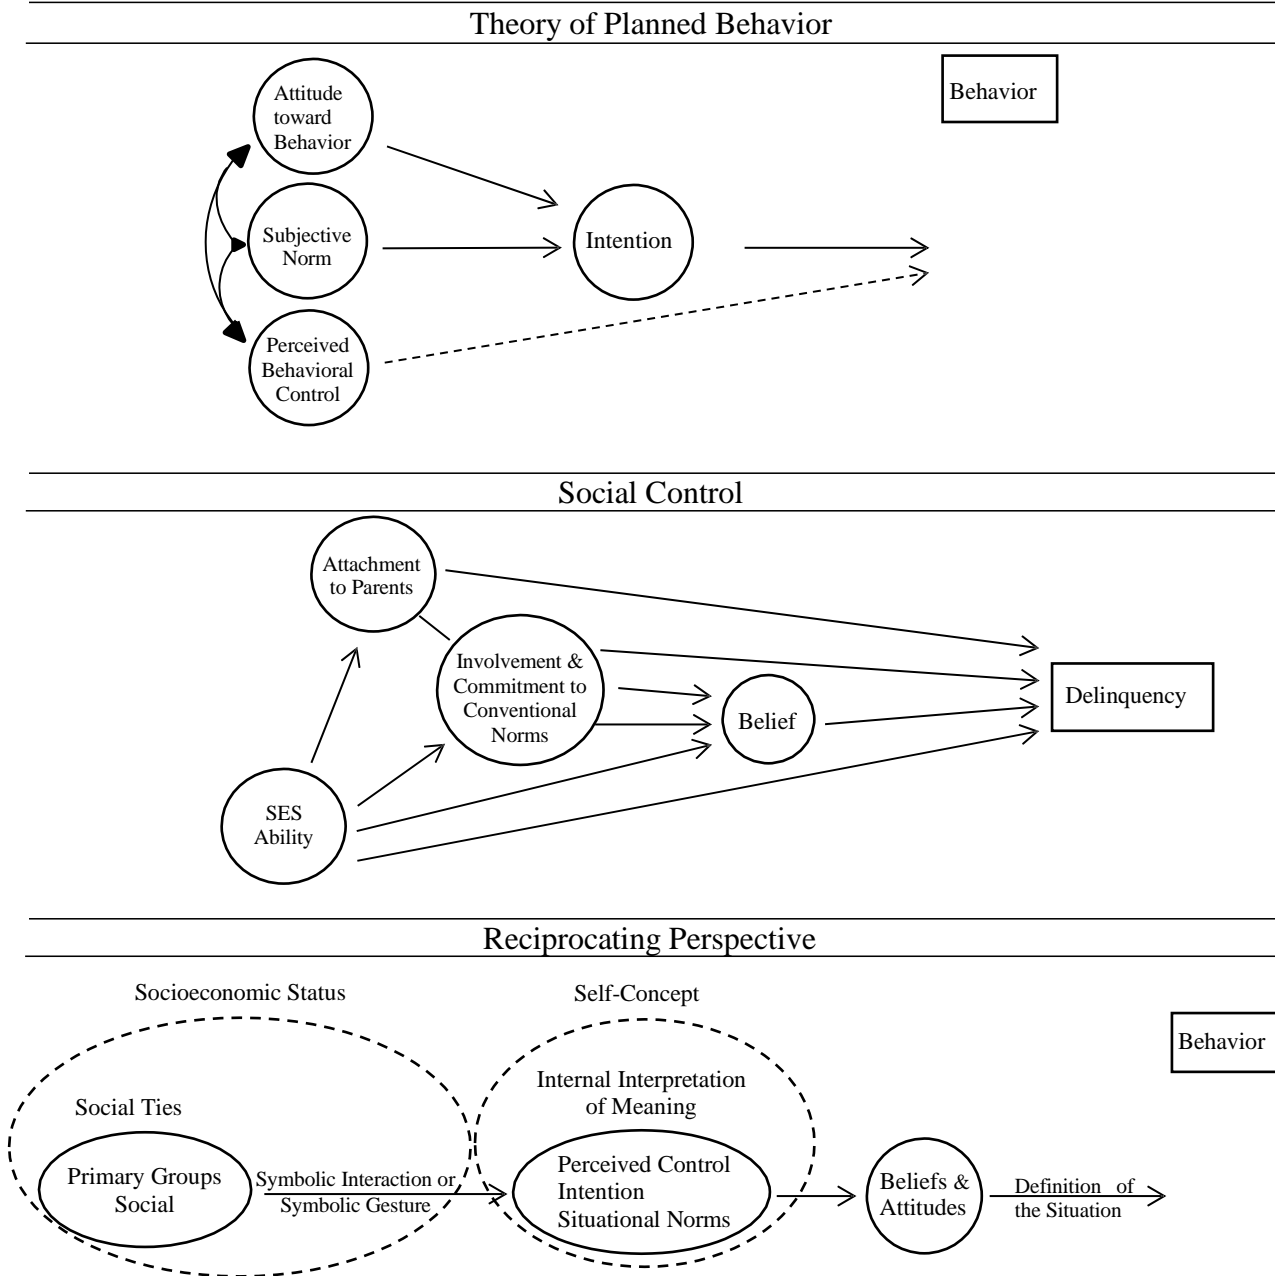 Theory of Planned Behavior
Attitude
toward
Behavior
Behavior
Subjective
Norm
Intention
Perceived
Behavioral
Control
Social Control
Attachment
to Parents
Involvement &
Commitment to
Conventional
Norms
Belief
Delinquency
SES
Ability
Reciprocating Perspective
Socioeconomic Status
Self-Concept
Behavior
Internal Interpretation
of Meaning
Social Ties
Primary Groups
Social
Symbolic Interaction or
Symbolic Gesture
Perceived Control
Intention
Situational Norms
Beliefs &
Attitudes
Definition of
the Situation